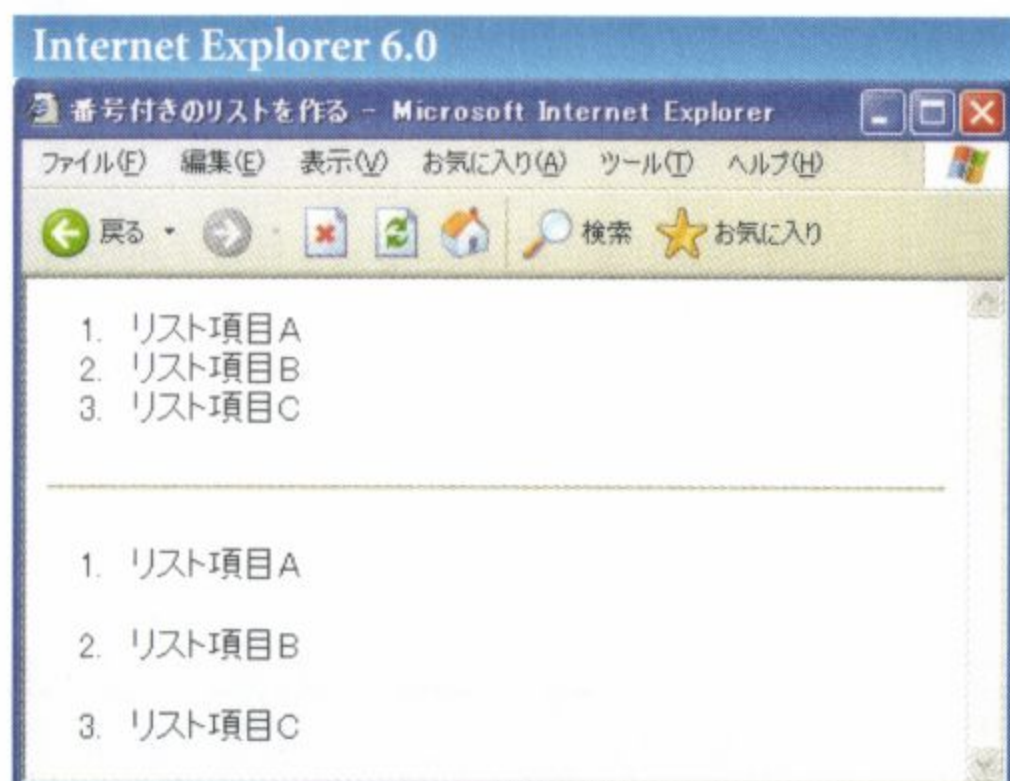 Internet Explorer 6.0
番号付きのリストを作る - Microsoft Internet Explorer
ファイル(F) 編集(E) 表示(V) お気に入り(A) ツール(T) ヘルプ(H)
戻る 検索 お気に入り
1. リスト項目A
2. リスト項目B
3. リスト項目C
1. リスト項目A
2. リスト項目B
3. リスト項目C